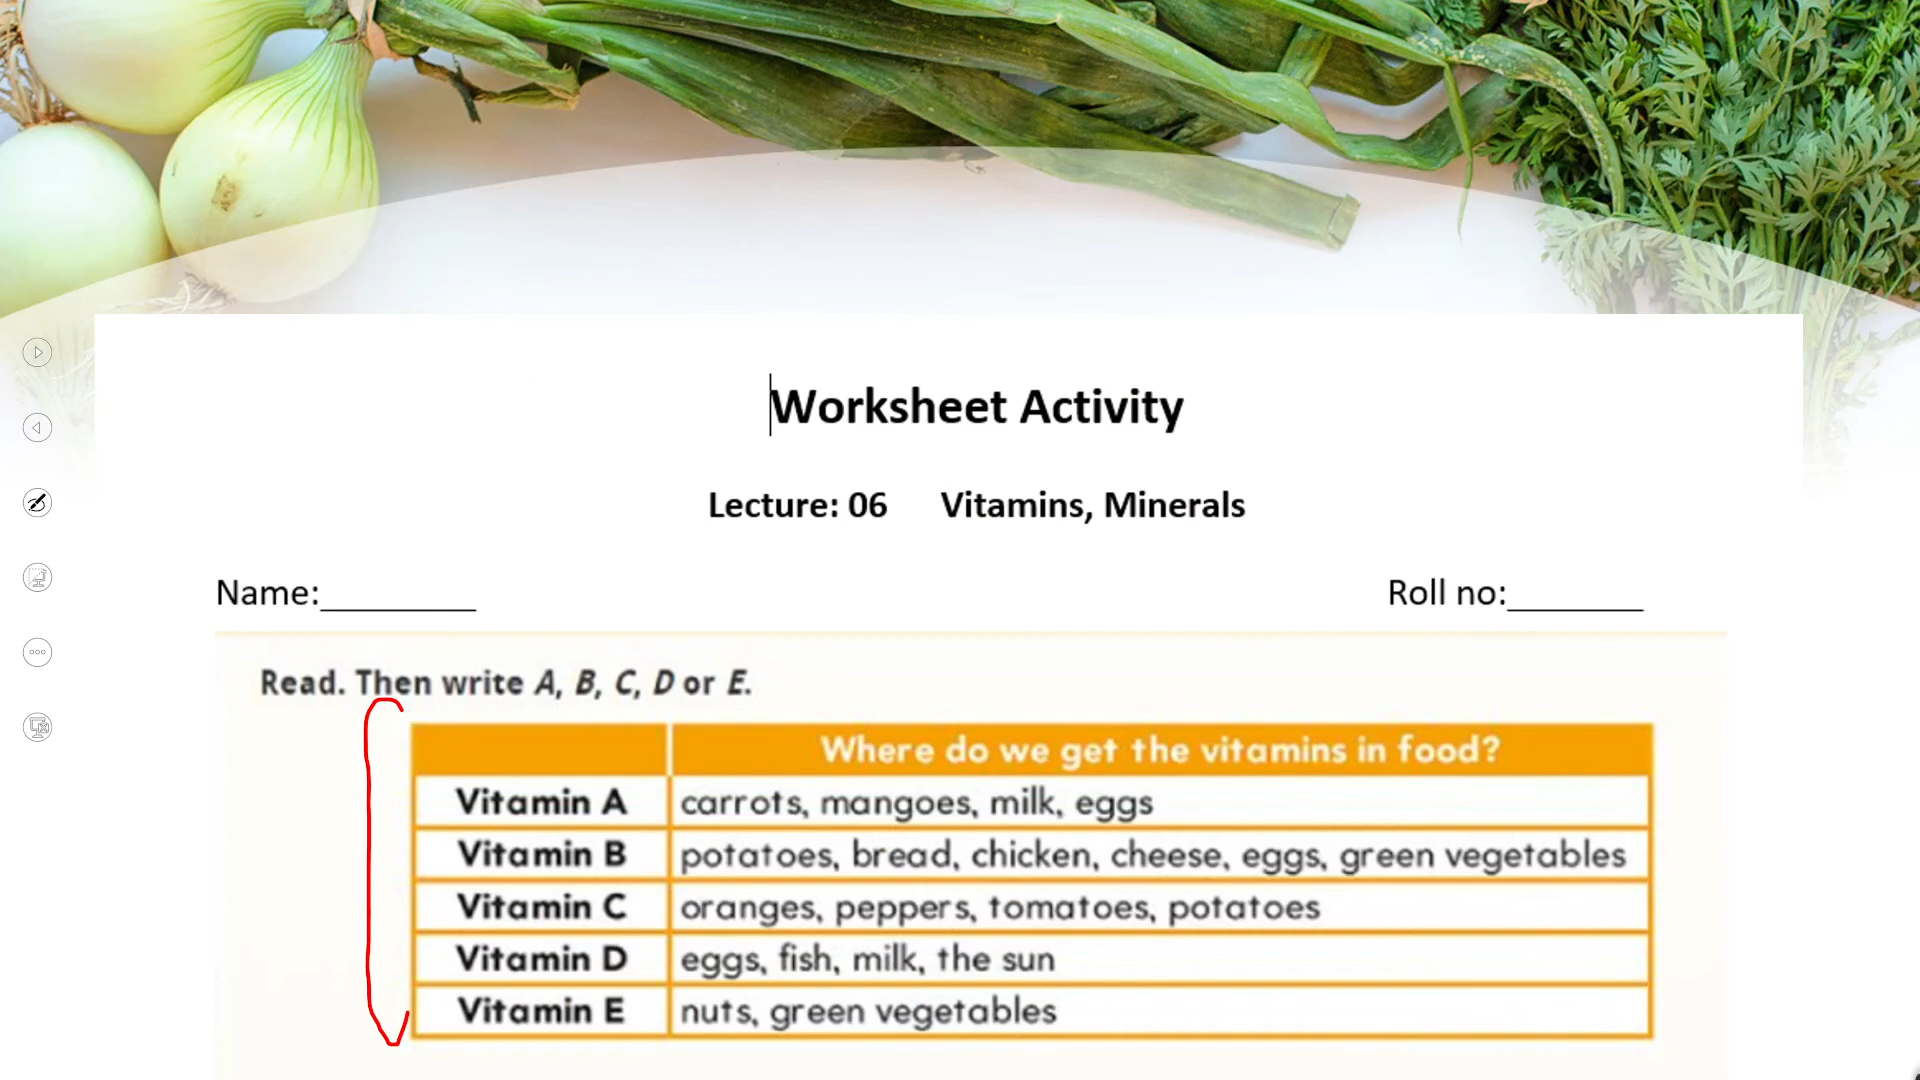 Worksheet Activity
Lecture: 06 Vitamins, Minerals
Name:_________ Roll no:_______
Read. Then write A, B, C, D or E.
Where do we get the vitamins in food?
Vitamin A carrots, mangoes, milk, eggs
Vitamin B potatoes, bread, chicken, cheese, eggs, green vegetables
Vitamin C oranges, peppers, tomatoes, potatoes
Vitamin D eggs, fish, milk, the sun
Vitamin E nuts, green vegetables